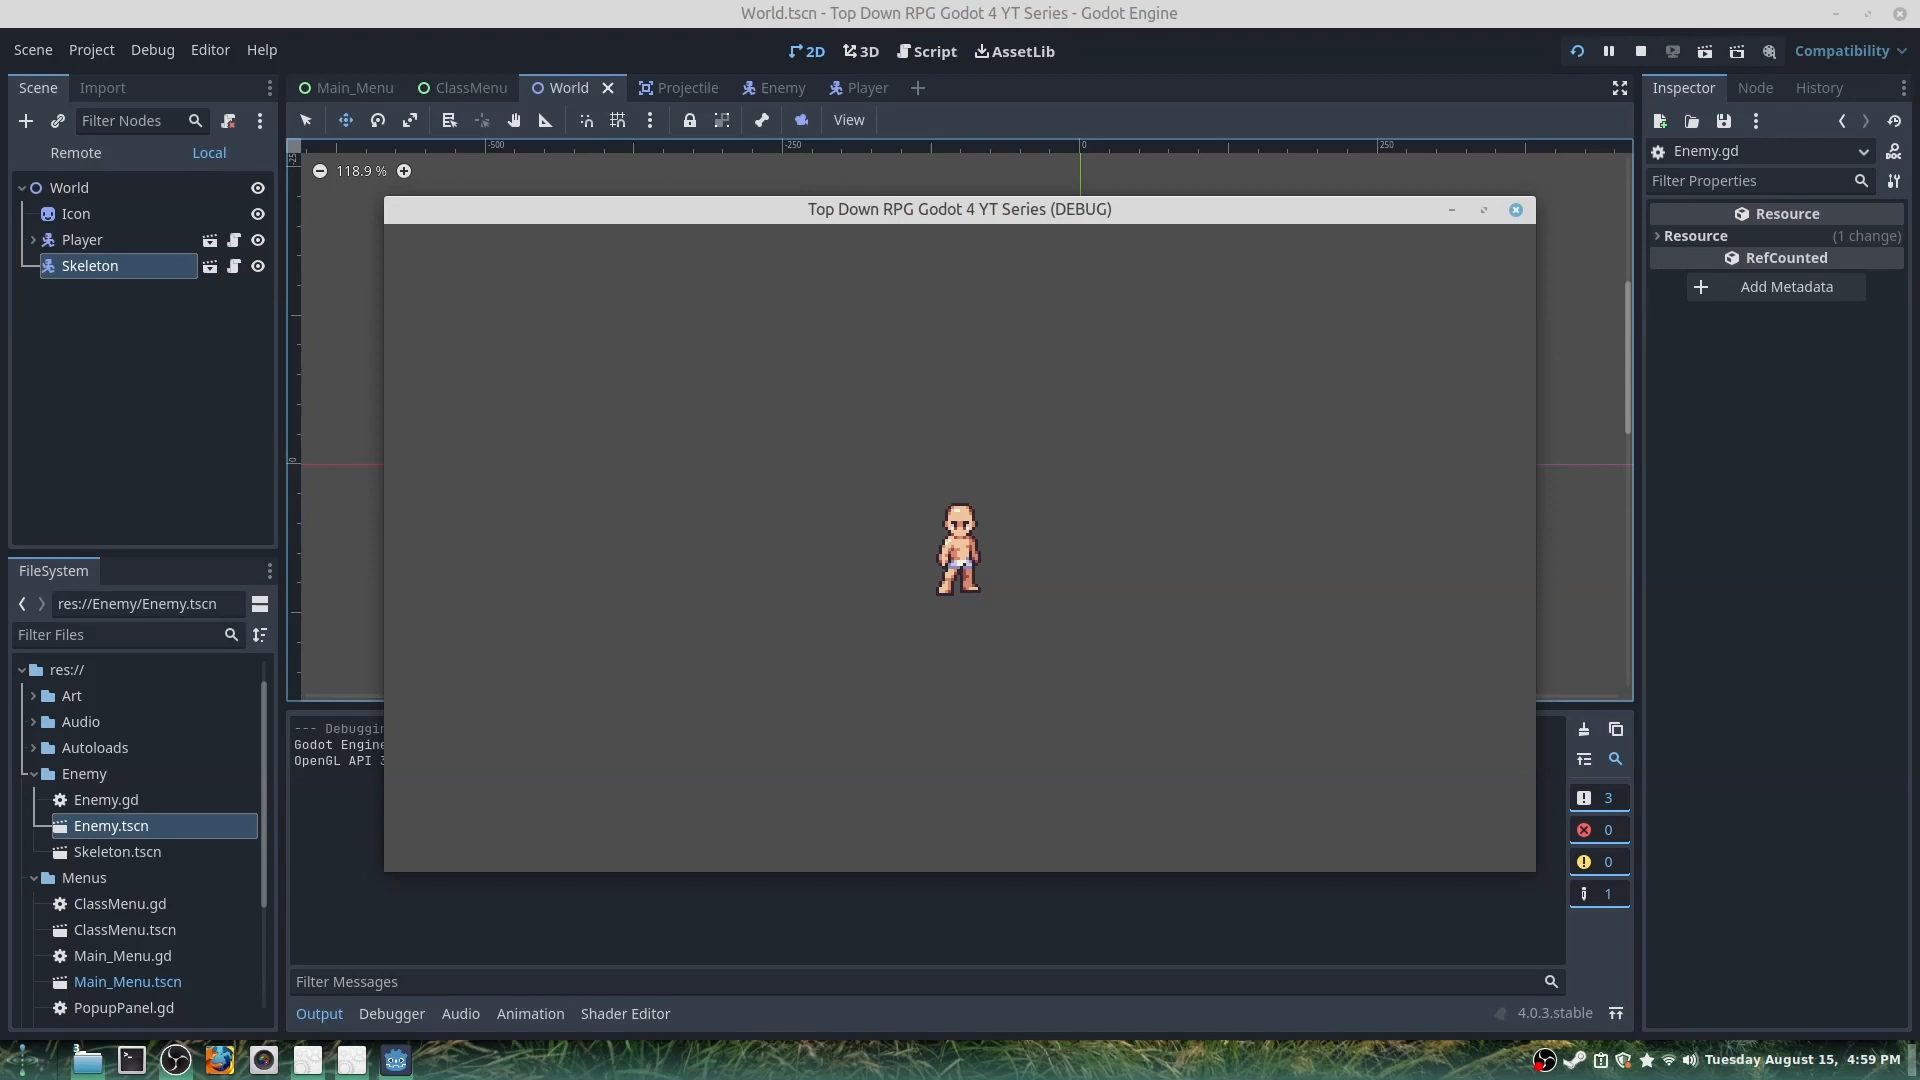 World.tscn - Top Down RPG Godot 4 YT Series - Godot Engine
Scene Project Debug Editor Help
2D 3D Script AssetLib
Compatibility
Scene Import
Main_Menu ClassMenu World Projectile Enemy Player
Inspector Node History
Filter Nodes
View
Remote Local
Enemy.gd
-500 -250 0 250
-25
118.9 %
Filter Properties
World
Icon
Player
Skeleton
Top Down RPG Godot 4 YT Series (DEBUG)
Resource
Resource (1 change)
RefCounted
Add Metadata
0
FileSystem
res://Enemy/Enemy.tscn
Filter Files
res://
Art
Audio
Autoloads
Enemy
Enemy.gd
Enemy.tscn
Skeleton.tscn
Menus
ClassMenu.gd
ClassMenu.tscn
Main_Menu.gd
Main_Menu.tscn
PopupPanel.gd
--- Debuggin
Godot Engine
OpenGL API 3
3
0
0
1
Filter Messages
Output Debugger Audio Animation Shader Editor
4.0.3.stable
3
Tuesday August 15, 4:59 PM